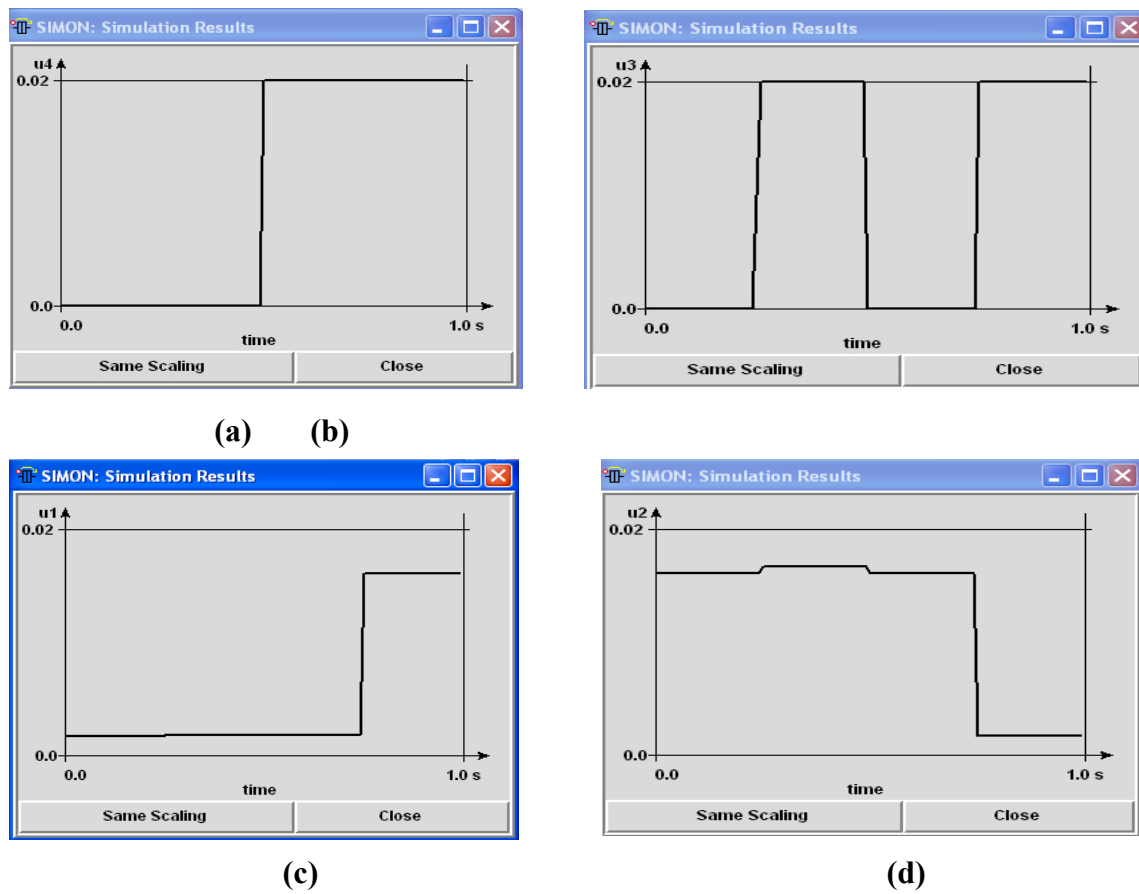 SIMON: Simulation Results
u4
0.02
0.0
0.0
1.0 s
time
Same Scaling
Close
SIMON: Simulation Results
u3
0.02
0.0
0.0
1.0 s
time
Same Scaling
Close
(a) (b)
SIMON: Simulation Results
u1
0.02
0.0
0.0
1.0 s
time
Same Scaling
Close
SIMON: Simulation Results
u2
0.02
0.0
0.0
1.0 s
time
Same Scaling
Close
(c)
(d)